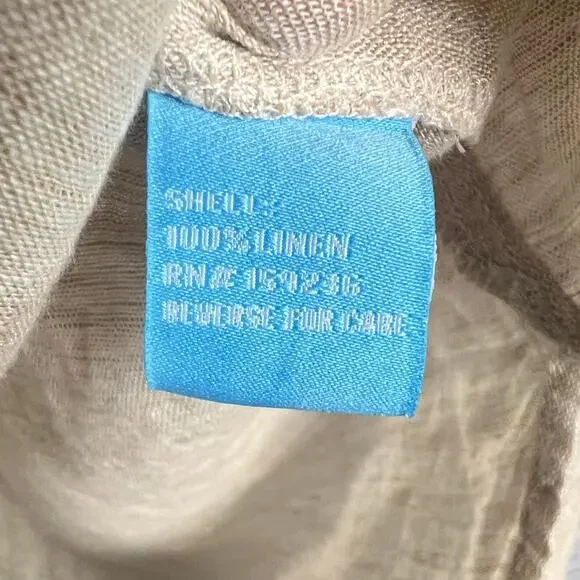 SHELL:
100% LINEN
RN# 159236
REVERSE FOR CARE